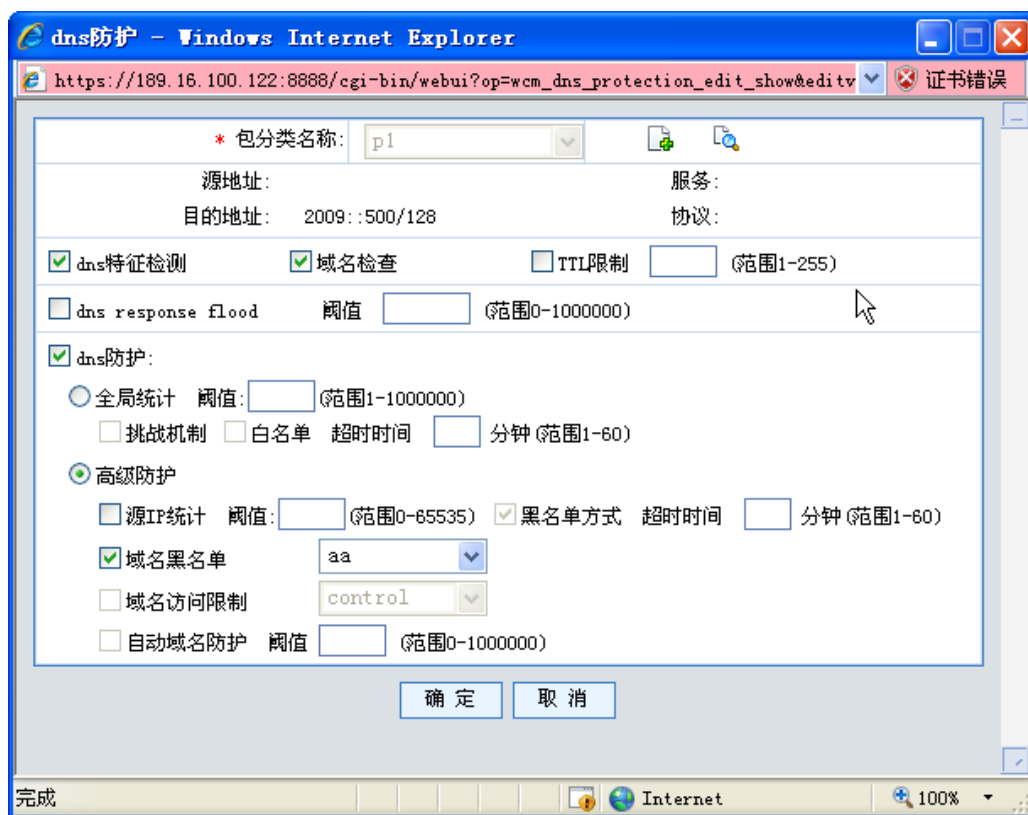 dns防护 - Windows Internet Explorer
https://189.16.100.122:8888/cgi-bin/webui?op=wcm_dns_protection_edit_show&editv 证书错误
* 包分类名称: p1
源地址: 服务:
目的地址: 2009::500/128 协议:
dns特征检测 域名检查 TTL限制 (范围1-255)
dns response flood 阈值 (范围0-1000000)
dns防护:
全局统计 阈值: (范围1-1000000)
挑战机制 白名单 超时时间 分钟(范围1-60)
高级防护
源IP统计 阈值: (范围0-65535) 黑名单方式 超时时间 分钟(范围1-60)
域名黑名单 aa
域名访问限制 control
自动域名防护 阈值 (范围0-1000000)
确 定 取 消
完成 Internet 100%